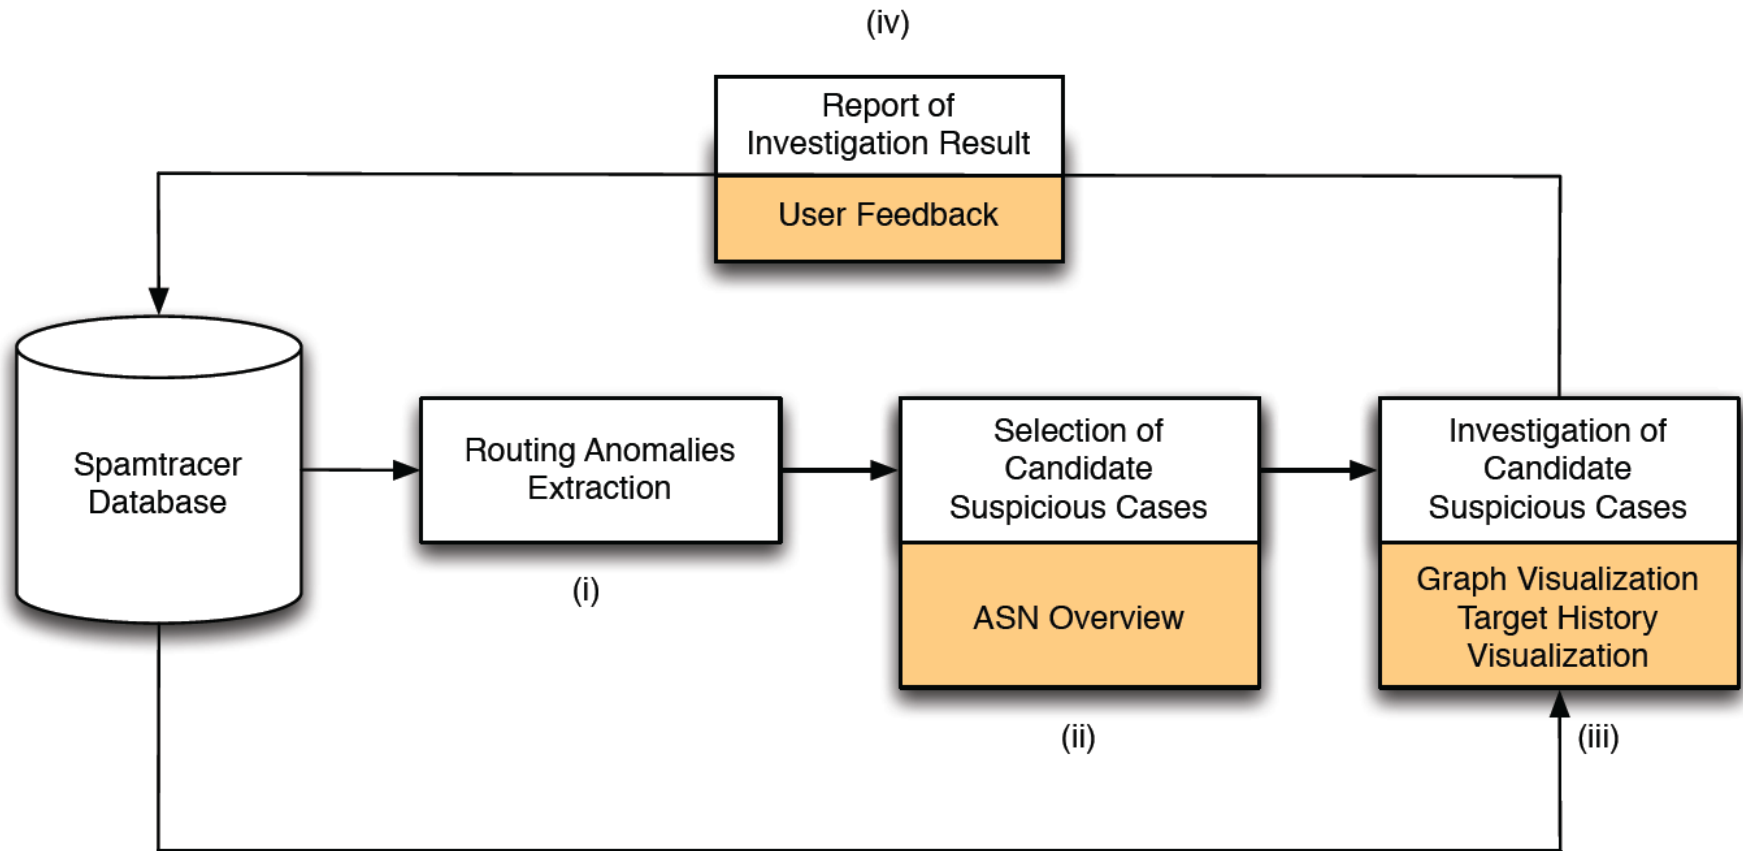 (iv)
Report of
Investigation Result
User Feedback
Spamtracer
Database
Routing Anomalies
Extraction
(i)
Selection of
Candidate
Suspicious Cases
ASN Overview
(ii)
Investigation of
Candidate
Suspicious Cases
Graph Visualization
Target History
Visualization
(iii)